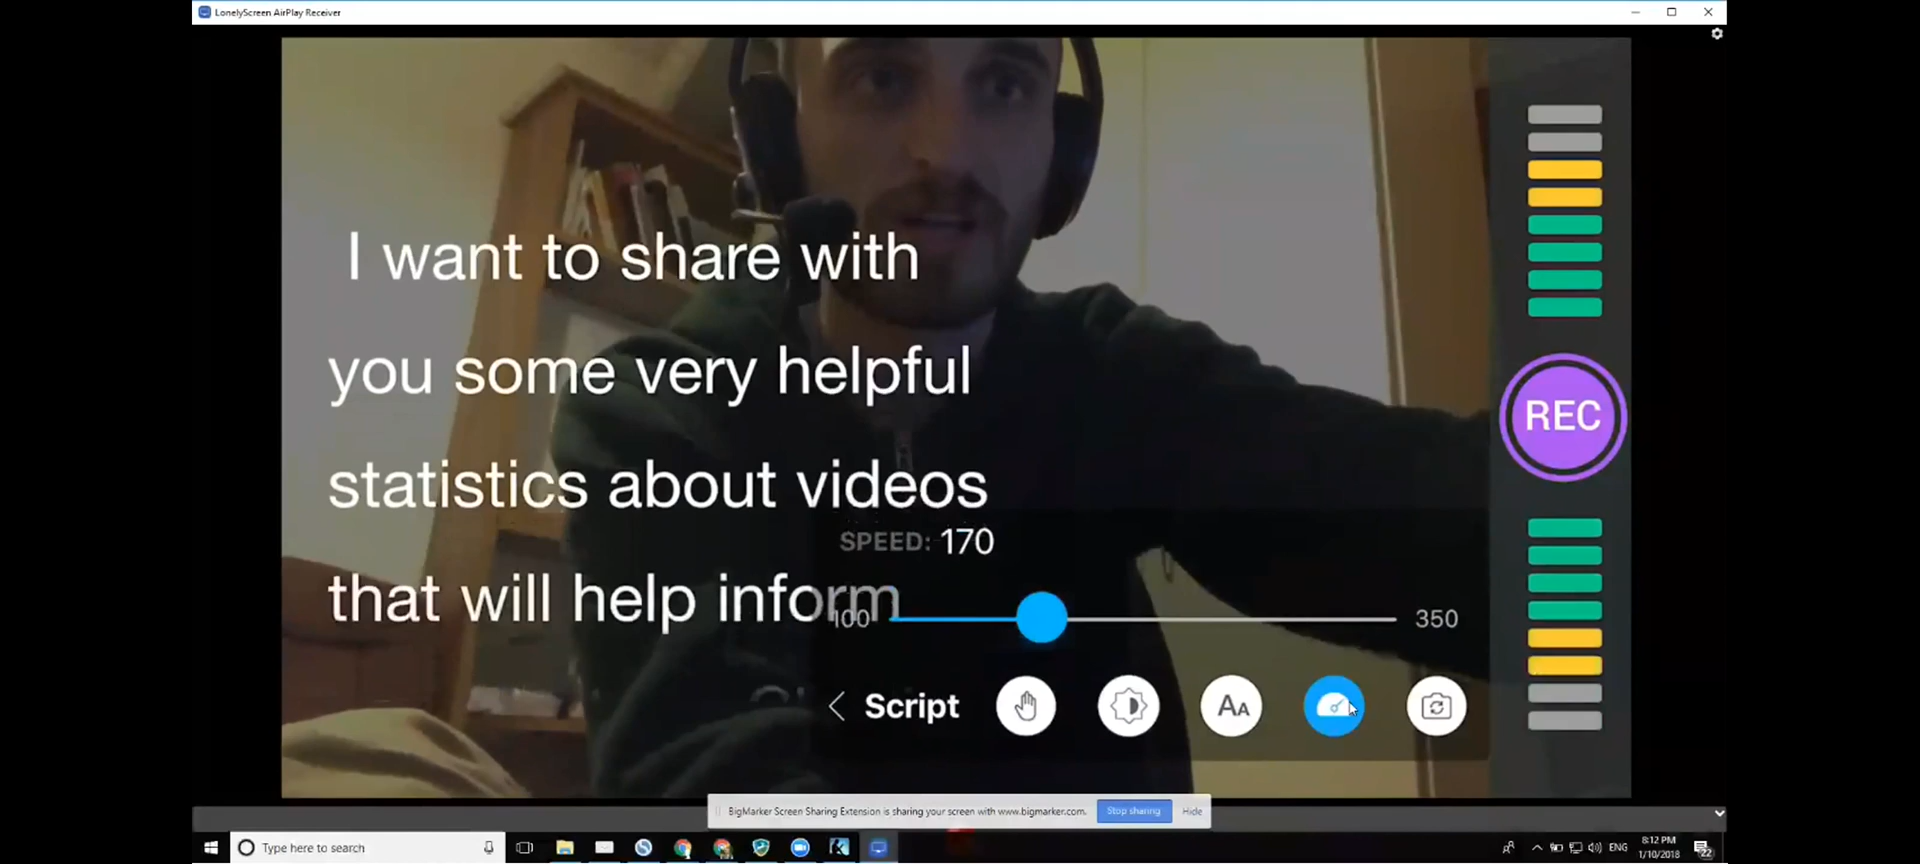 LonelyScreen AirPlay Receiver
I want to share with
you some very helpful
statistics about videos
that will help inform
SPEED: 170
100
350
Script
AA
REC
BigMarker Screen Sharing Extension is sharing your screen with www.bigmarker.com.
Stop sharing
Hide
Type here to search
ENG
8:12 PM
1/10/2018
22